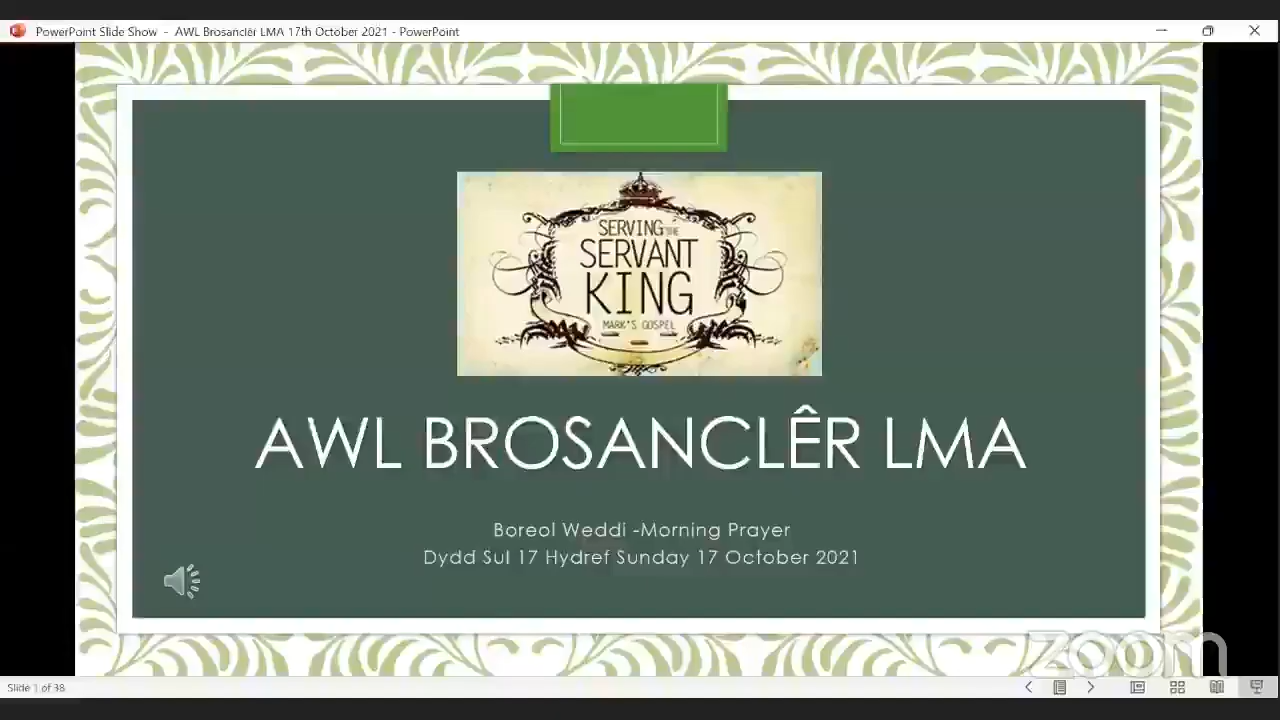 PowerPoint Slide Show - AWL Brosanclêr LMA 17th October 2021 - PowerPoint
SERVING THE
SERVANT
KING
MARK'S GOSPEL
AWL BROSANCLÊR LMA
Boreol Weddi -Morning Prayer
Dydd Sul 17 Hydref Sunday 17 October 2021
zoom
Slide 1 of 38